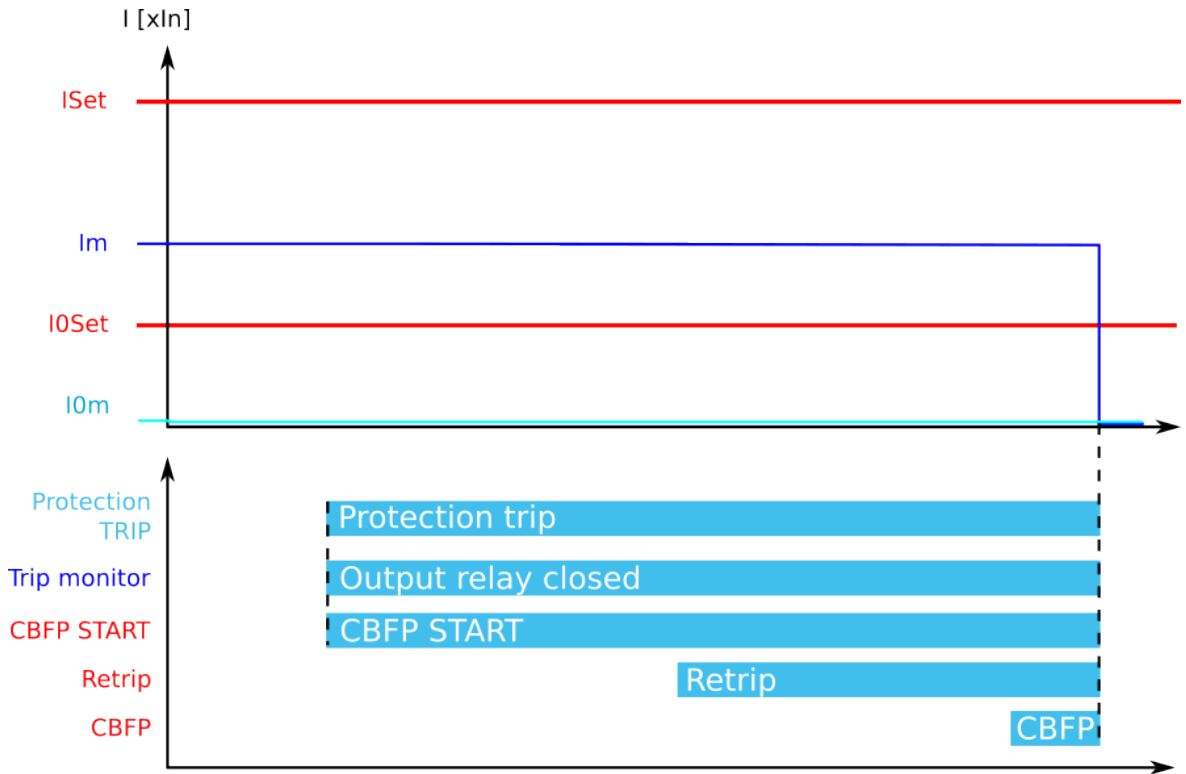 I [xIn]
ISet
Im
I0Set
I0m
Protection
TRIP
Protection trip
Trip monitor
Output relay closed
CBFP START
CBFP START
Retrip
Retrip
CBFP
CBFP